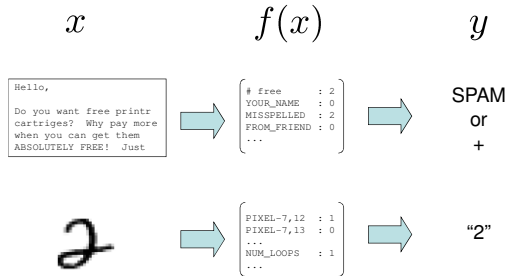 x f(x) y
Hello,
Do you want free printr
cartriges? Why pay more
when you can get them
ABSOLUTELY FREE! Just
# free : 2
YOUR_NAME : 0
MISSPELLED : 2
FROM_FRIEND : 0
...
SPAM
or
+
2
PIXEL-7,12 : 1
PIXEL-7,13 : 0
...
NUM_LOOPS : 1
...
“2”